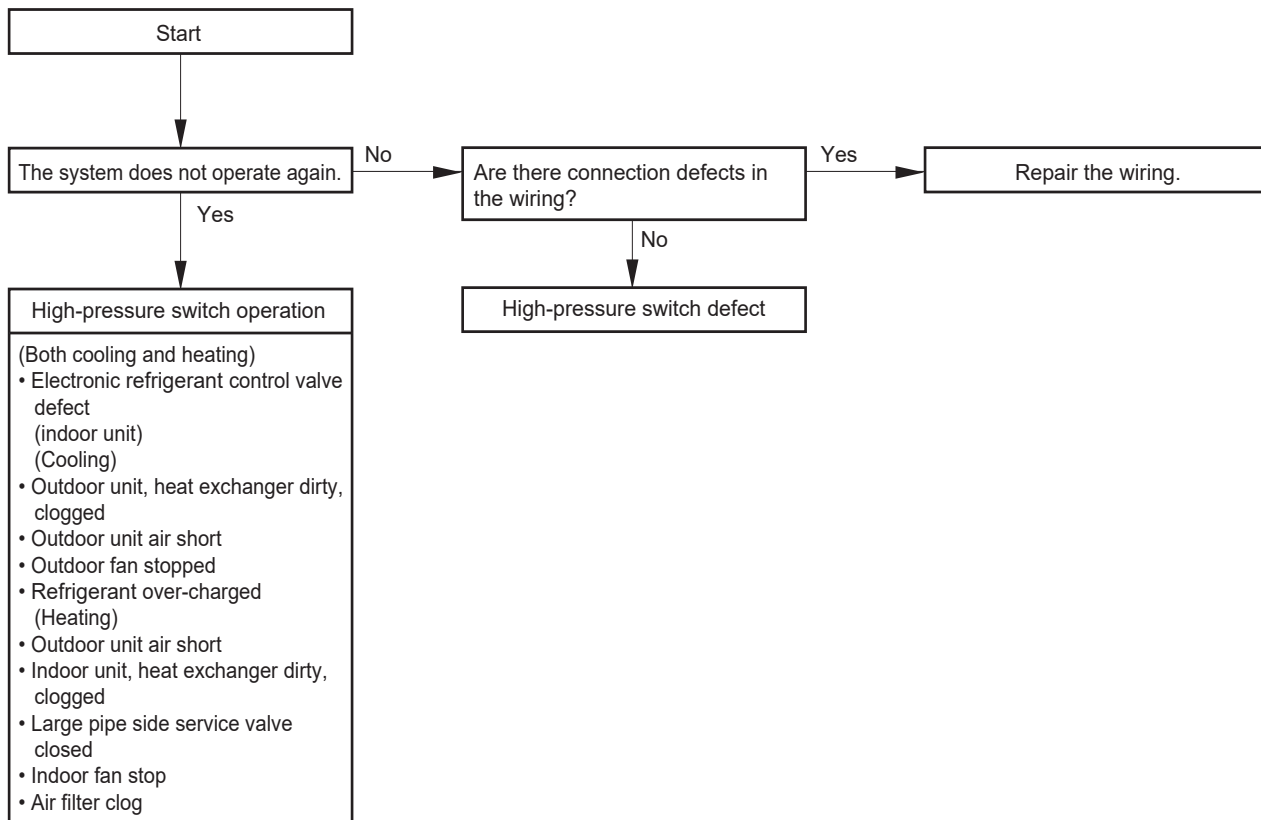 Start
The system does not operate again.
No
Are there connection defects in
the wiring?
Yes
Repair the wiring.
Yes
No
High-pressure switch operation
High-pressure switch defect
(Both cooling and heating)
• Electronic refrigerant control valve
defect
(indoor unit)
(Cooling)
• Outdoor unit, heat exchanger dirty,
clogged
• Outdoor unit air short
• Outdoor fan stopped
• Refrigerant over-charged
(Heating)
• Outdoor unit air short
• Indoor unit, heat exchanger dirty,
clogged
• Large pipe side service valve
closed
• Indoor fan stop
• Air filter clog